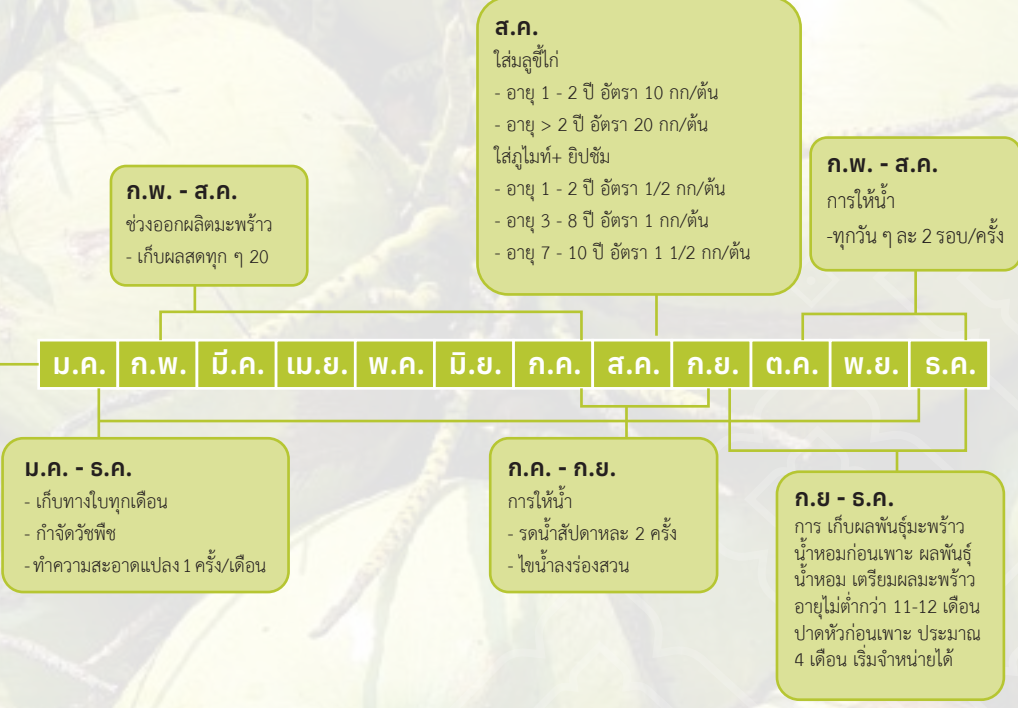 ส.ค.
ใส่มลูขี้ไก่
- อายุ 1 - 2 ปี อัตรา 10 กก/ต้น
- อายุ > 2 ปี อัตรา 20 กก/ต้น
ใส่ภูไมท์+ ยิปชัม
- อายุ 1 - 2 ปี อัตรา 1/2 กก/ต้น
- อายุ 3 - 8 ปี อัตรา 1 กก/ต้น
- อายุ 7 - 10 ปี อัตรา 1 1/2 กก/ต้น
ก.พ. - ส.ค.
ช่วงออกผลิตมะพร้าว
- เก็บผลสดทุก ๆ 20
ก.พ. - ส.ค.
การให้น้ำ
-ทุกวัน ๆ ละ 2 รอบ/ครั้ง
ม.ค. ก.พ. มี.ค. เม.ย. พ.ค. มิ.ย. ก.ค. ส.ค. ก.ย. ต.ค. พ.ย. ธ.ค.
ม.ค. - ธ.ค.
- เก็บทางใบทุกเดือน
- กำจัดวัชพืช
- ทำความสะอาดแปลง 1 ครั้ง/เดือน
ก.ค. - ก.ย.
การให้น้ำ
- รดน้ำสัปดาหละ 2 ครั้ง
- ไขน้ำลงร่องสวน
ก.ย - ธ.ค.
การ เก็บผลพันธุ์มะพร้าว
น้ำหอมก่อนเพาะ ผลพันธุ์
น้ำหอม เตรียมผลมะพร้าว
อายุไม่ต่ำกว่า 11-12 เดือน
ปาดหัวก่อนเพาะ ประมาณ
4 เดือน เริ่มจำหน่ายได้